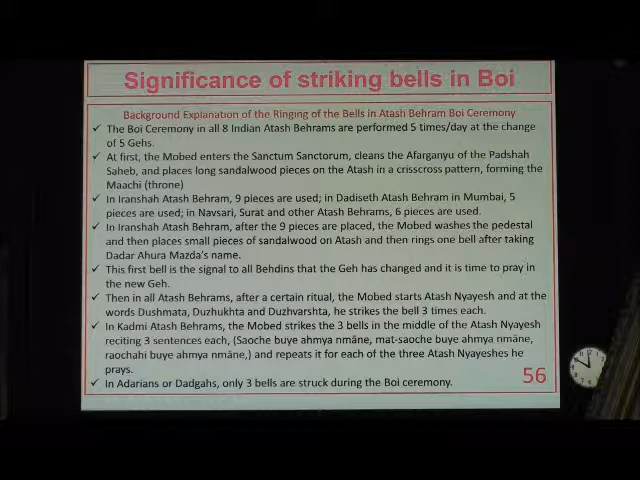 Significance of striking bells in Boi
Background Explanation of the Ringing of the Bells in Atash Behram Boi Ceremony
✓ The Boi Ceremony in all 8 Indian Atash Behrams are performed 5 times/day at the change
of 5 Gehs.
✓ At first, the Mobed enters the Sanctum Sanctorum, cleans the Afarganyu of the Padshah
Saheb, and places long sandalwood pieces on the Atash in a crisscross pattern, forming the
Maachi (throne)
✓ In Iranshah Atash Behram, 9 pieces are used; in Dadiseth Atash Behram in Mumbai, 5
pieces are used; in Navsari, Surat and other Atash Behrams, 6 pieces are used.
✓ In Iranshah Atash Behram, after the 9 pieces are placed, the Mobed washes the pedestal
and then places small pieces of sandalwood on Atash and then rings one bell after taking
Dadar Ahura Mazda's name.
✓ This first bell is the signal to all Behdins that the Geh has changed and it is time to pray in
the new Geh.
✓ Then in all Atash Behrams, after a certain ritual, the Mobed starts Atash Nyayesh and at the
words Dushmata, Duzhukhta and Duzhvarshta, he strikes the bell 3 times each.
✓ In Kadmi Atash Behrams, the Mobed strikes the 3 bells in the middle of the Atash Nyayesh
reciting 3 sentences each, (Saoche buye ahmya nmāne, mat-saoche buye ahmya nmāne,
raochahi buye ahmya nmāne,) and repeats it for each of the three Atash Nyayeshes he
prays.
✓ In Adarians or Dadgahs, only 3 bells are struck during the Boi ceremony.
56